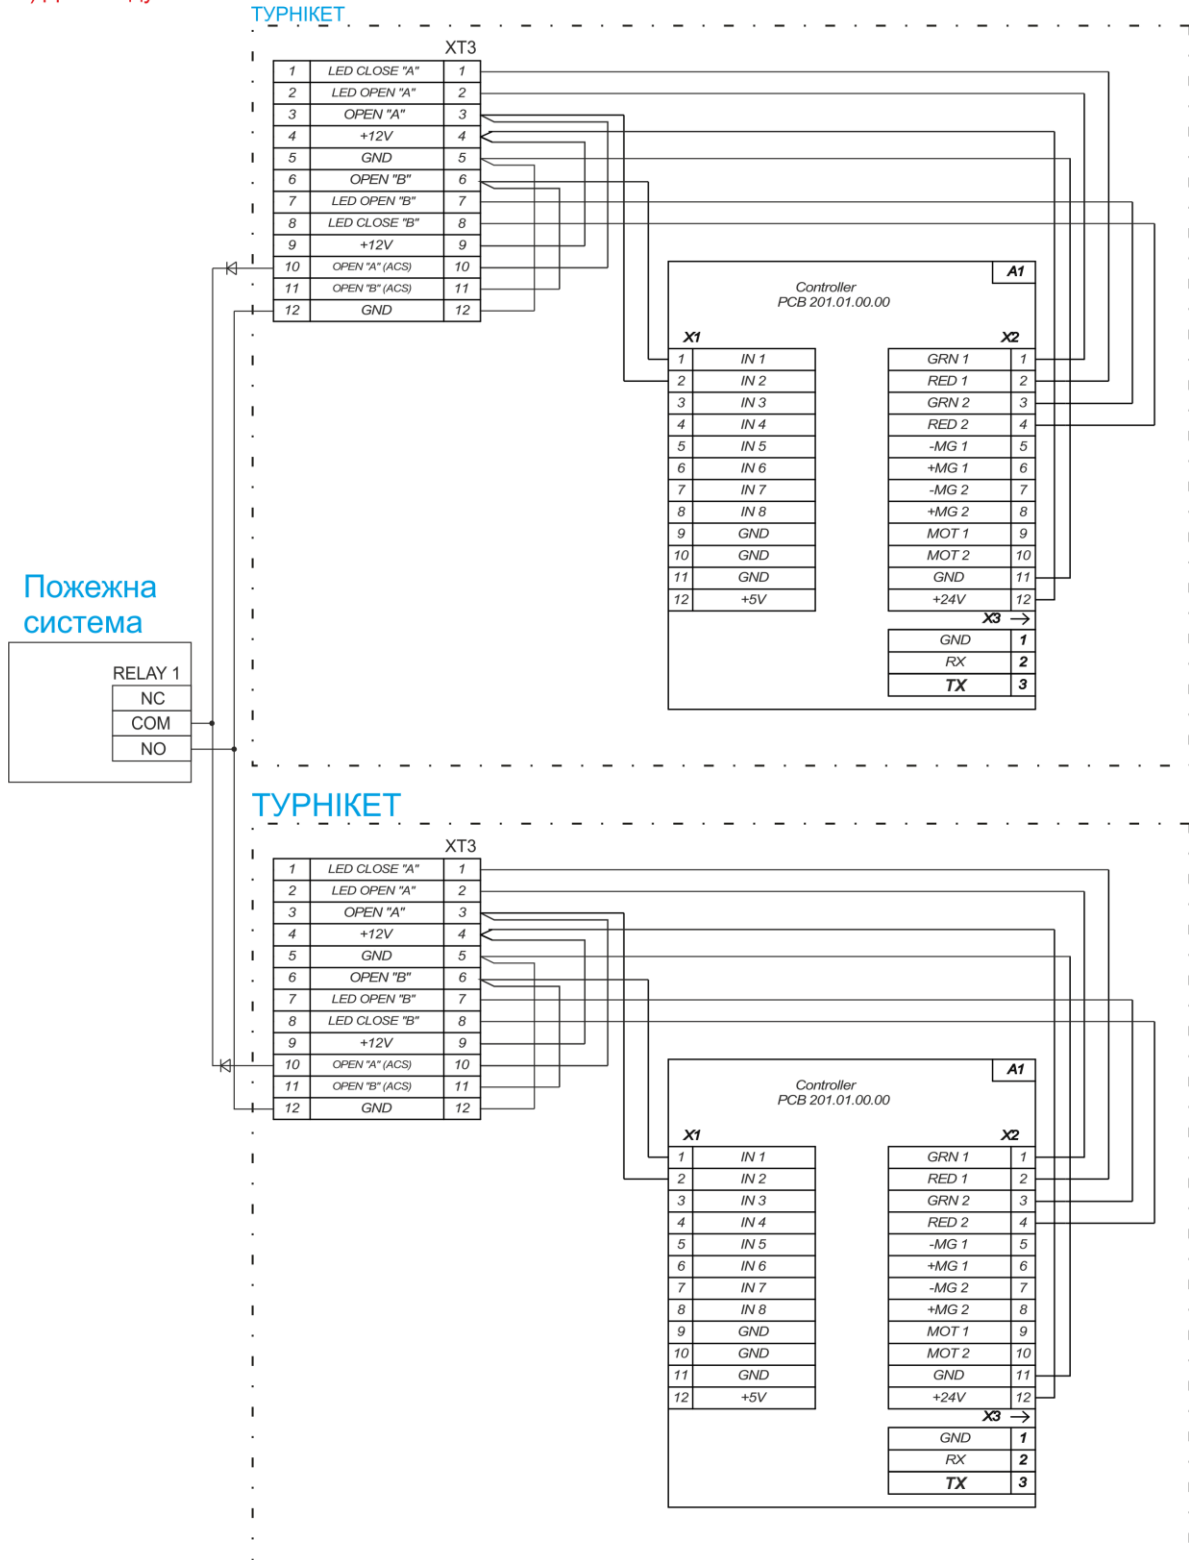 ТУРНІКЕТ
XT3
1 LED CLOSE "A" 1
2 LED OPEN "A" 2
3 OPEN "A" 3
4 +12V 4
5 GND 5
6 OPEN "B" 6
7 LED OPEN "B" 7
8 LED CLOSE "B" 8
9 +12V 9
10 OPEN "A" (ACS) 10
11 OPEN "B" (ACS) 11
12 GND 12
A1
Controller
PCB 201.01.00.00
X1 X2
1 IN 1 GRN 1 1
2 IN 2 RED 1 2
3 IN 3 GRN 2 3
4 IN 4 RED 2 4
5 IN 5 -MG 1 5
6 IN 6 +MG 1 6
7 IN 7 -MG 2 7
8 IN 8 +MG 2 8
9 GND MOT 1 9
10 GND MOT 2 10
11 GND GND 11
12 +5V +24V 12
X3 →
GND 1
RX 2
TX 3
Пожежна
система
RELAY 1
NC
COM
NO
ТУРНІКЕТ
XT3
1 LED CLOSE "A" 1
2 LED OPEN "A" 2
3 OPEN "A" 3
4 +12V 4
5 GND 5
6 OPEN "B" 6
7 LED OPEN "B" 7
8 LED CLOSE "B" 8
9 +12V 9
10 OPEN "A" (ACS) 10
11 OPEN "B" (ACS) 11
12 GND 12
A1
Controller
PCB 201.01.00.00
X1 X2
1 IN 1 GRN 1 1
2 IN 2 RED 1 2
3 IN 3 GRN 2 3
4 IN 4 RED 2 4
5 IN 5 -MG 1 5
6 IN 6 +MG 1 6
7 IN 7 -MG 2 7
8 IN 8 +MG 2 8
9 GND MOT 1 9
10 GND MOT 2 10
11 GND GND 11
12 +5V +24V 12
X3 →
GND 1
RX 2
TX 3